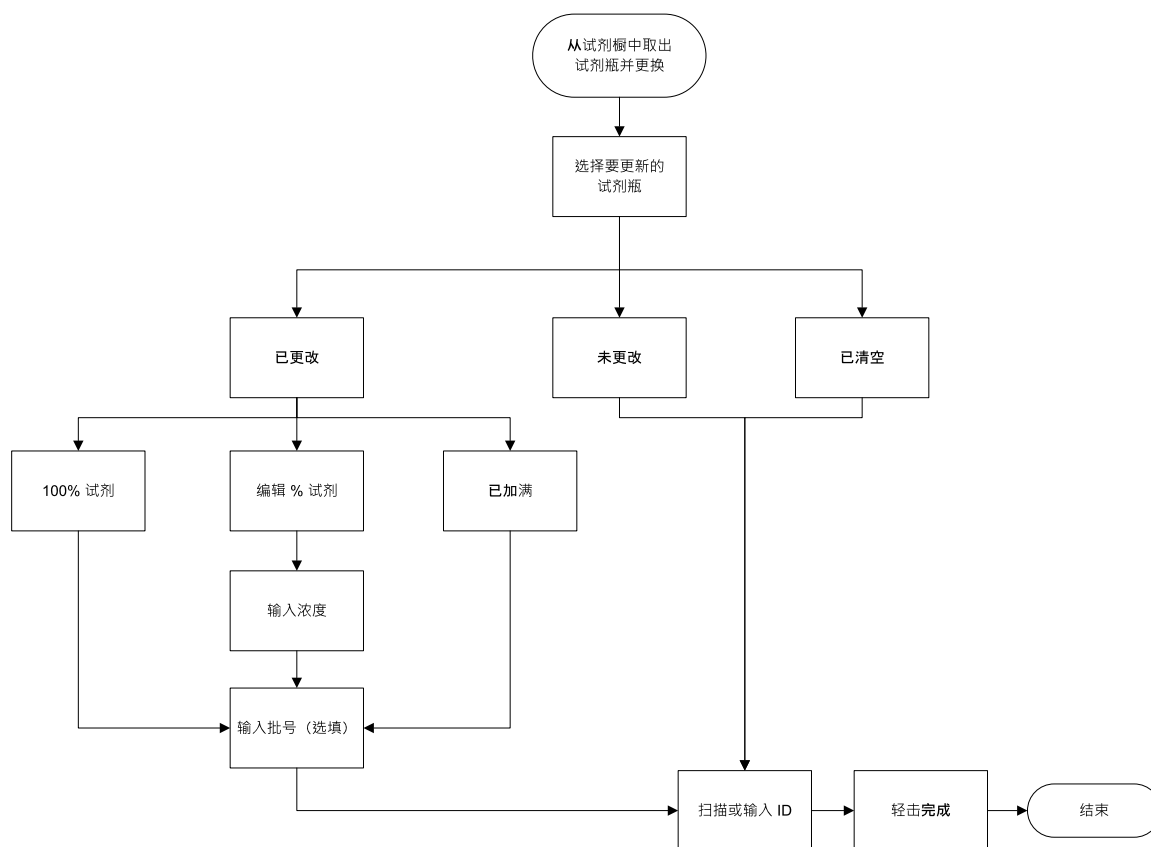 从试剂橱中取出
试剂瓶并更换
选择要更新的
试剂瓶
已更改
未更改
已清空
100% 试剂
编辑 % 试剂
已加满
输入浓度
输入批号（选填）
扫描或输入 ID
轻击完成
结束